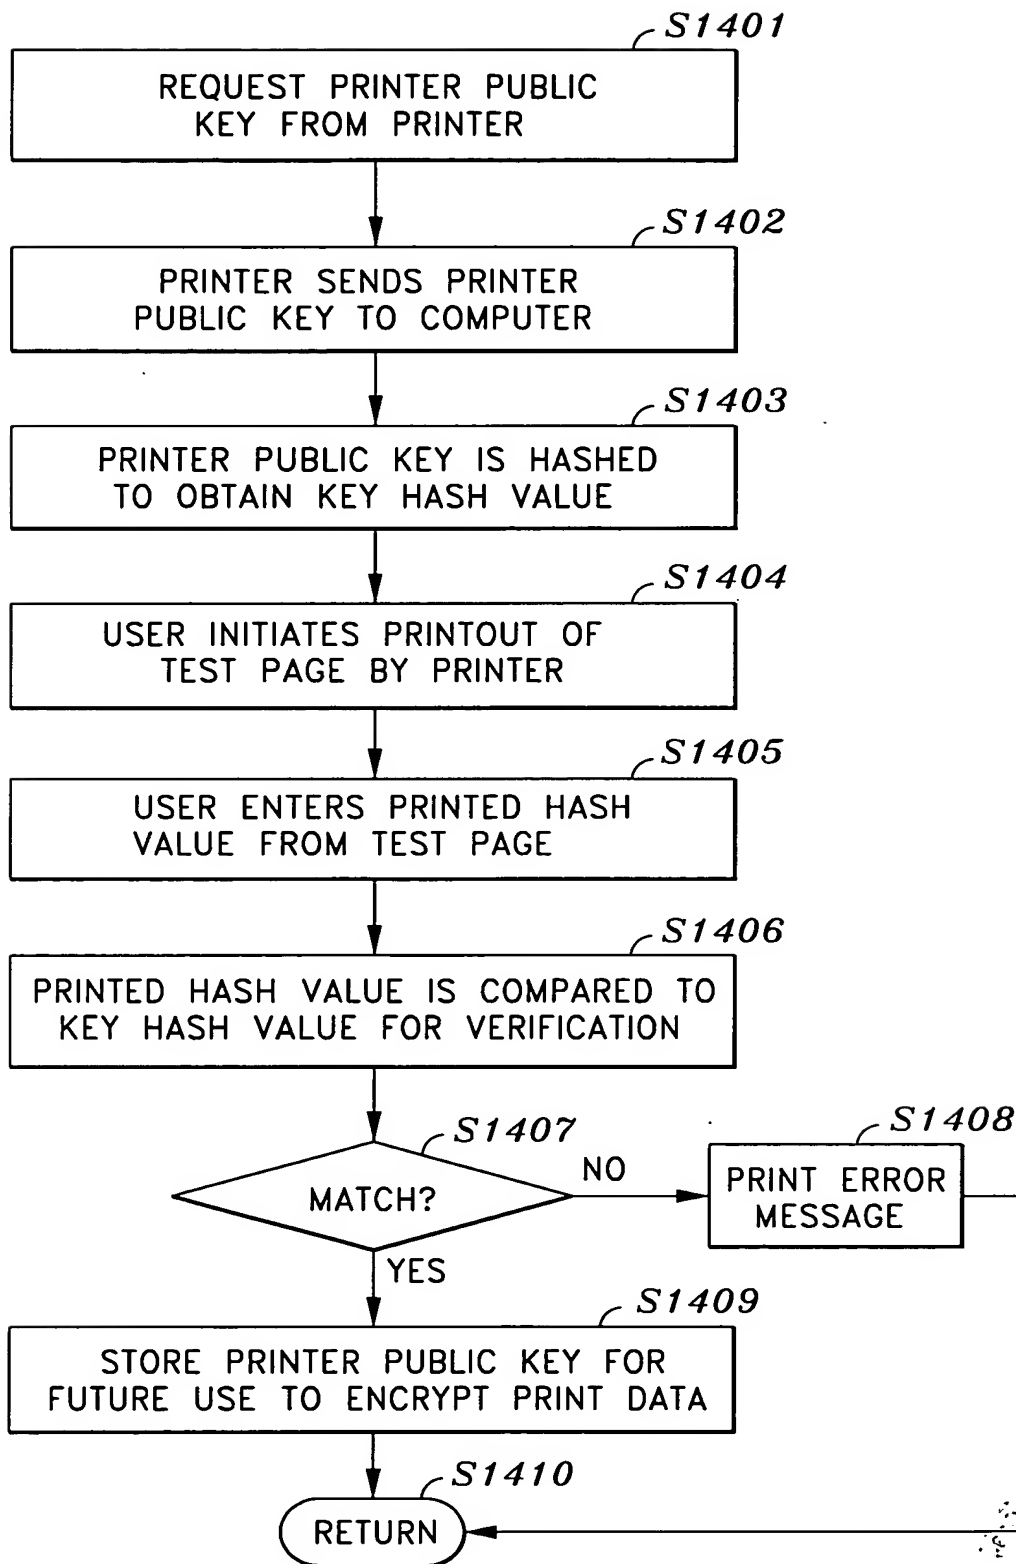 S1401
REQUEST PRINTER PUBLIC
KEY FROM PRINTER
S1402
PRINTER SENDS PRINTER
PUBLIC KEY TO COMPUTER
S1403
PRINTER PUBLIC KEY IS HASHED
TO OBTAIN KEY HASH VALUE
S1404
USER INITIATES PRINTOUT OF
TEST PAGE BY PRINTER
S1405
USER ENTERS PRINTED HASH
VALUE FROM TEST PAGE
S1406
PRINTED HASH VALUE IS COMPARED TO
KEY HASH VALUE FOR VERIFICATION
S1407
MATCH?
NO
S1408
PRINT ERROR
MESSAGE
YES
S1409
STORE PRINTER PUBLIC KEY FOR
FUTURE USE TO ENCRYPT PRINT DATA
S1410
RETURN